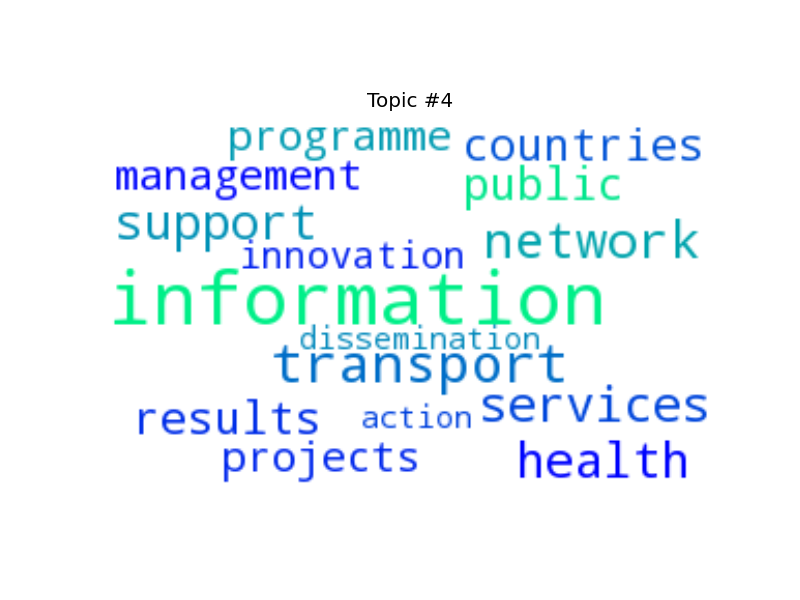 Topic #4
programme countries
management public
support network
innovation
information
dissemination
transport
results action services
projects health